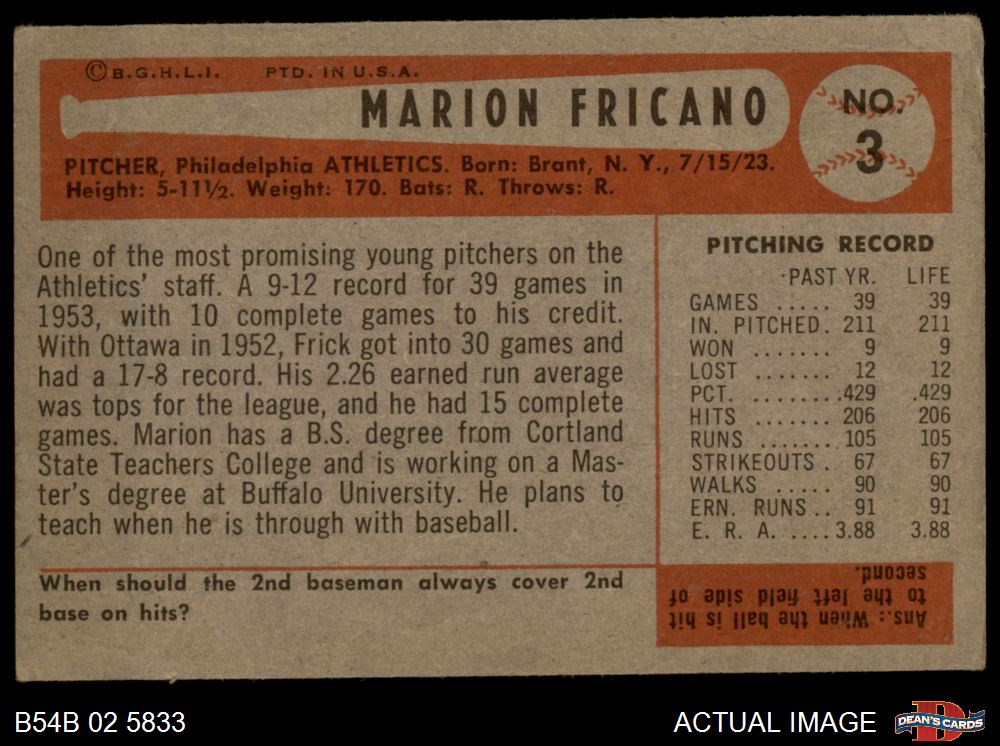 ©B.G.H.L.I. PTD. IN U.S.A.
MARION FRICANO
NO.
3
PITCHER, Philadelphia ATHLETICS. Born: Brant, N. Y., 7/15/23.
Height: 5-11½. Weight: 170. Bats: R. Throws: R.
One of the most promising young pitchers on the
Athletics' staff. A 9-12 record for 39 games in
1953, with 10 complete games to his credit.
With Ottawa in 1952, Frick got into 30 games and
had a 17-8 record. His 2.26 earned run average
was tops for the league, and he had 15 complete
games. Marion has a B.S. degree from Cortland
State Teachers College and is working on a Mas-
ter's degree at Buffalo University. He plans to
teach when he is through with baseball.
PITCHING RECORD
PAST YR. LIFE
GAMES ...... 39 39
IN. PITCHED. 211 211
WON ....... 9 9
LOST ....... 12 12
PCT. ........ .429 .429
HITS ....... 206 206
RUNS ....... 105 105
STRIKEOUTS . 67 67
WALKS ..... 90 90
ERN. RUNS.. 91 91
E. R. A. .... 3.88 3.88
When should the 2nd baseman always cover 2nd
base on hits?
Ans.: When the ball is hit
to the left field side of
second.
B54B 02 5833
ACTUAL IMAGE
D
DEAN'S CARDS